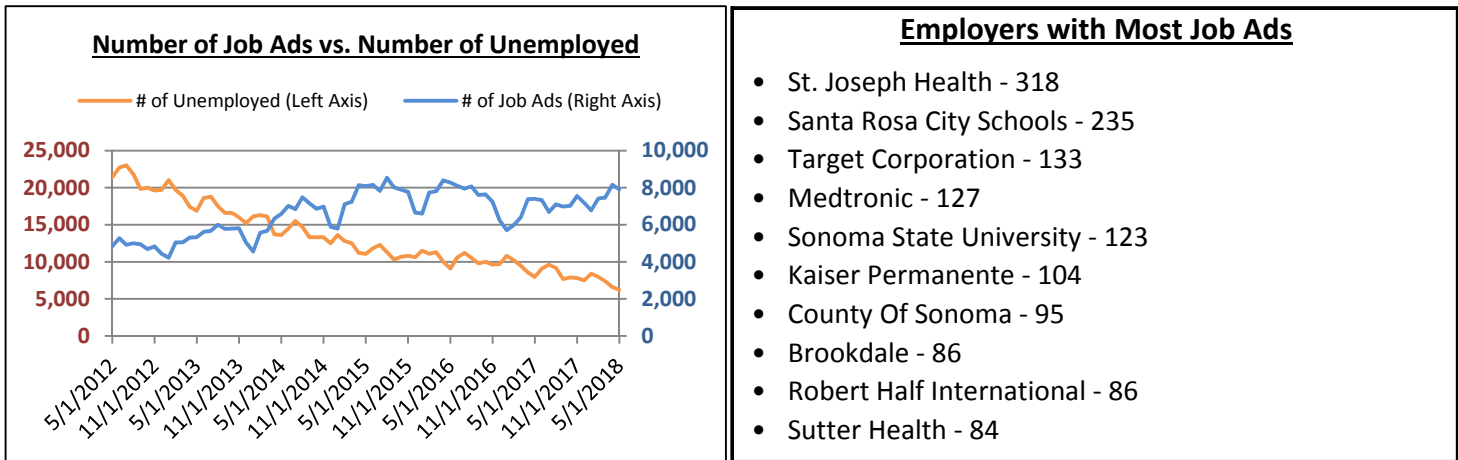 Number of Job Ads vs. Number of Unemployed
# of Unemployed (Left Axis) # of Job Ads (Right Axis)
25,000 10,000
20,000 8,000
15,000 6,000
10,000 4,000
5,000 2,000
0 0
5/1/2012
11/1/2012
5/1/2013
11/1/2013
5/1/2014
11/1/2014
5/1/2015
11/1/2015
5/1/2016
11/1/2016
5/1/2017
11/1/2017
5/1/2018
Employers with Most Job Ads
• St. Joseph Health - 318
• Santa Rosa City Schools - 235
• Target Corporation - 133
• Medtronic - 127
• Sonoma State University - 123
• Kaiser Permanente - 104
• County Of Sonoma - 95
• Brookdale - 86
• Robert Half International - 86
• Sutter Health - 84